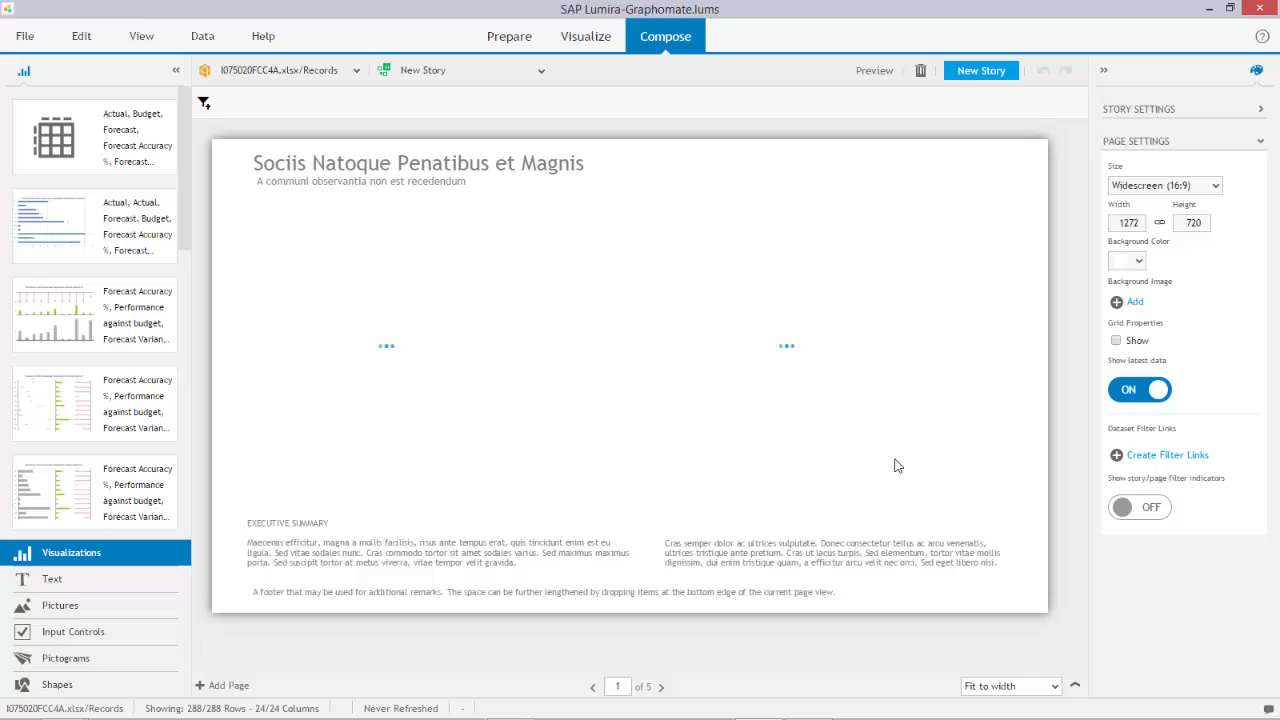 SAP Lumira-Graphomate.lums
File Edit View Data Help
Prepare Visualize Compose
I075020FCC4A.xlsx/Records
New Story
Preview
New Story
Actual, Budget,
Forecast,
Forecast Accuracy
%, Forecast...
Actual, Actual,
Forecast, Budget,
Forecast Accuracy
%, Forecast...
Forecast Accuracy
%, Performance
against budget,
Forecast Varian...
Forecast Accuracy
%, Performance
against budget,
Forecast Varian...
Forecast Accuracy
%, Performance
against budget,
Forecast Varian...
Visualizations
Text
Pictures
Input Controls
Pictograms
Shapes
Sociis Natoque Penatibus et Magnis
A communi observantia non est recedendum
EXECUTIVE SUMMARY
Maecenas efficitur, magna a mollis facilisis, risus ante tempus erat, quis tincidunt enim est eu
ligula. Sed vitae sodales nunc. Cras commodo tortor sit amet sodales varius. Sed maximus maximus
porta. Sed suscipit tortor at metus viverra, vitae tempor velit gravida.
Cras semper dolor ac ultrices vulputate. Donec consectetur tellus ac arcu venenatis,
ultrices tristique ante pretium. Cras ut lacus turpis. Sed elementum, tortor vitae mollis
dignissim, dui enim tristique quam, a efficitur arcu velit nec orci. Sed eget libero nisi.
A footer that may be used for additional remarks. The space can be further lengthened by dropping items at the bottom edge of the current page view.
STORY SETTINGS
PAGE SETTINGS
Size
Widescreen (16:9)
Width Height
1272 720
Background Color
Background Image
Add
Grid Properties
Show
Show latest data
ON
Dataset Filter Links
Create Filter Links
Show story/page filter indicators
OFF
Add Page
1 of 5
Fit to width
I075020FCC4A.xlsx/Records
Showing: 288/288 Rows - 24/24 Columns
Never Refreshed
-